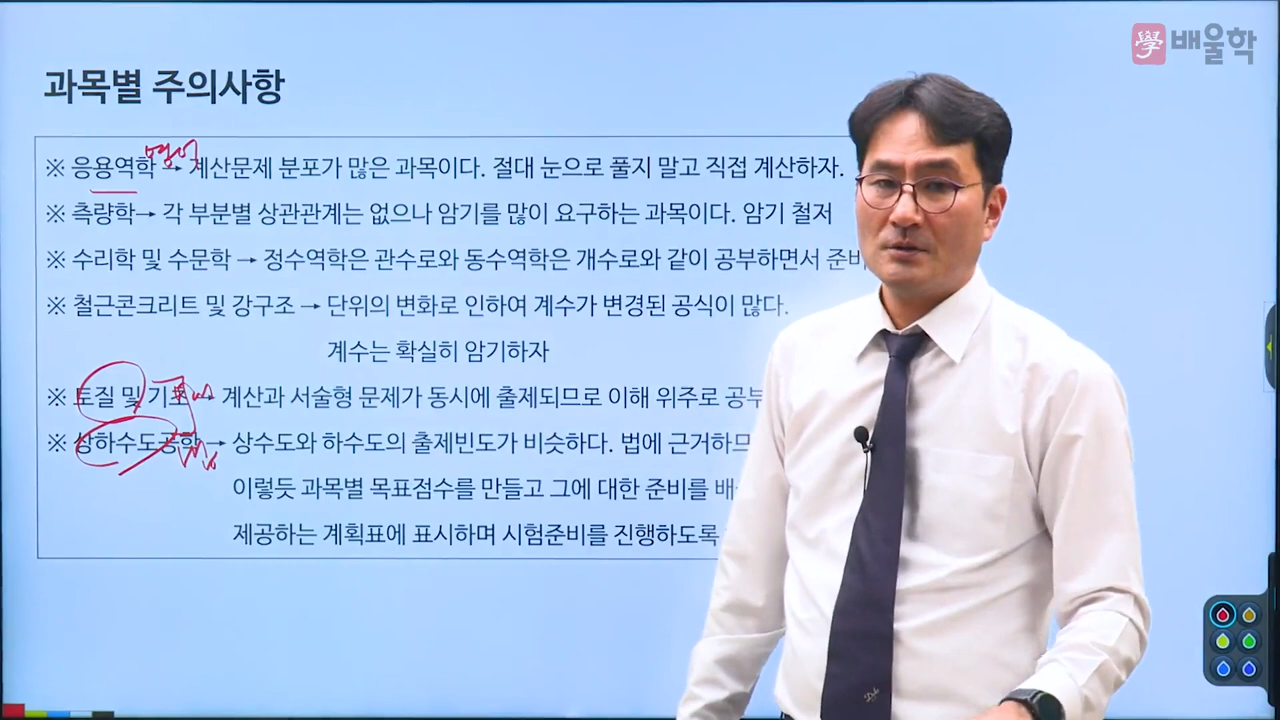 學 배울학
과목별 주의사항
※ 응용역학 → 계산문제 분포가 많은 과목이다. 절대 눈으로 풀지 말고 직접 계산하자.
※ 측량학→ 각 부분별 상관관계는 없으나 암기를 많이 요구하는 과목이다. 암기 철저
※ 수리학 및 수문학 → 정수역학은 관수로와 동수역학은 개수로와 같이 공부하면서 준비
※ 철근콘크리트 및 강구조 → 단위의 변화로 인하여 계수가 변경된 공식이 많다.
계수는 확실히 암기하자
※ 토질 및 기초 → 계산과 서술형 문제가 동시에 출제되므로 이해 위주로 공부
※ 상하수도공학 → 상수도와 하수도의 출제빈도가 비슷하다. 법에 근거하므
이렇듯 과목별 목표점수를 만들고 그에 대한 준비를 배
제공하는 계획표에 표시하며 시험준비를 진행하도록